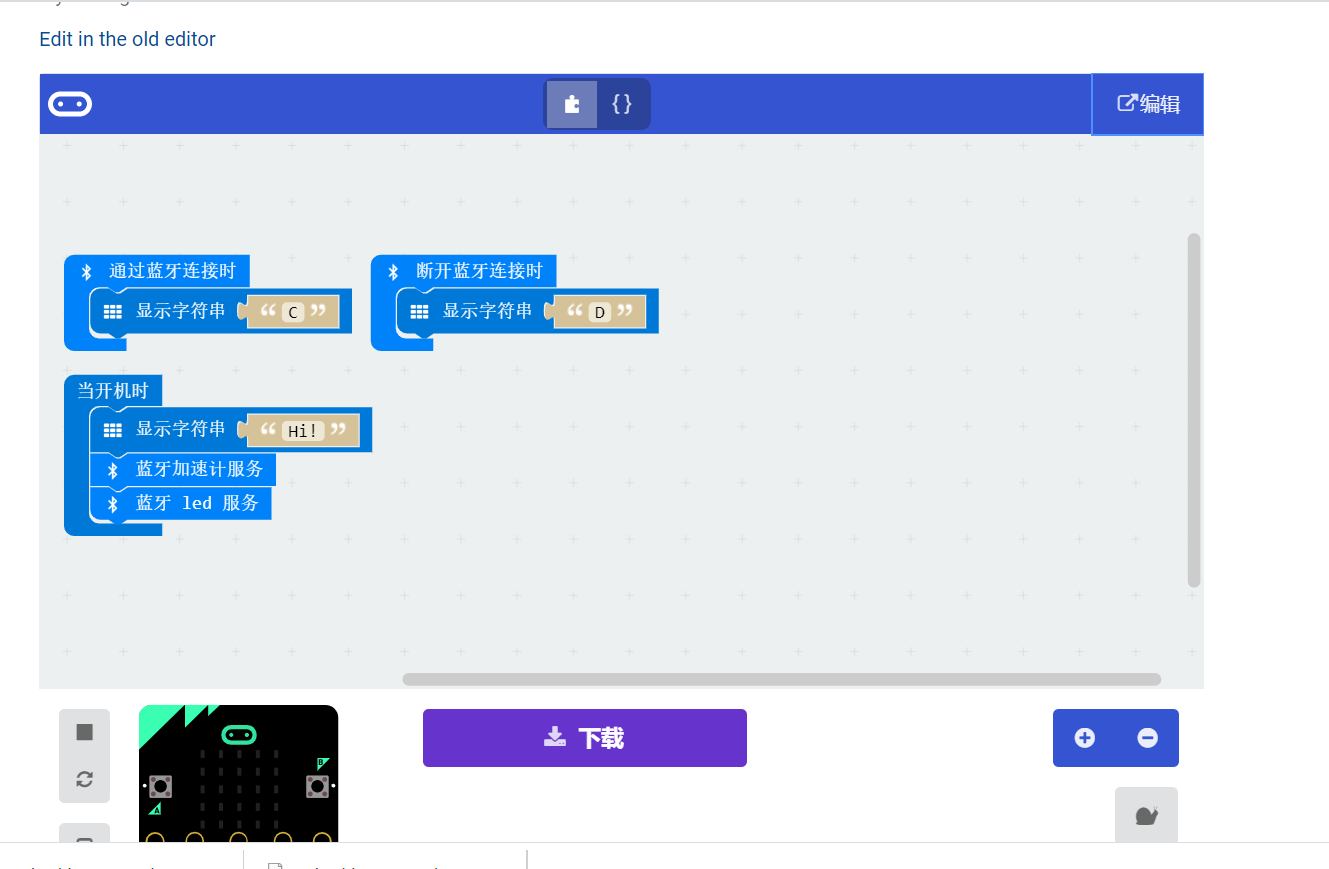 Edit in the old editor
{ }
编辑
通过蓝牙连接时
显示字符串 “ C ”
断开蓝牙连接时
显示字符串 “ D ”
当开机时
显示字符串 “ Hi! ”
蓝牙加速计服务
蓝牙 led 服务
下载
B
A